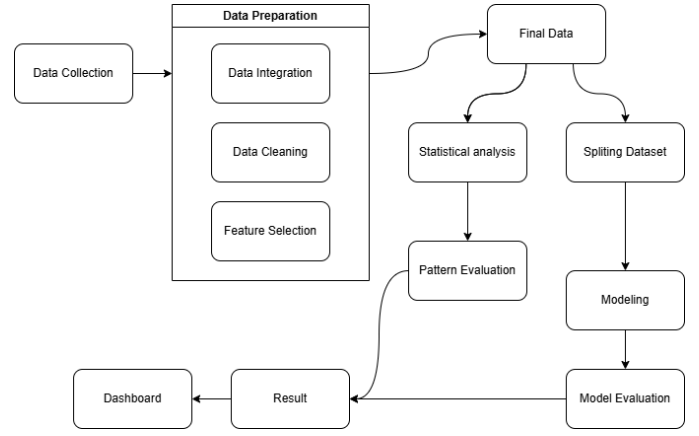 Data Preparation
Final Data
Data Collection
Data Integration
Data Cleaning
Statistical analysis
Spliting Dataset
Feature Selection
Pattern Evaluation
Modeling
Dashboard
Result
Model Evaluation